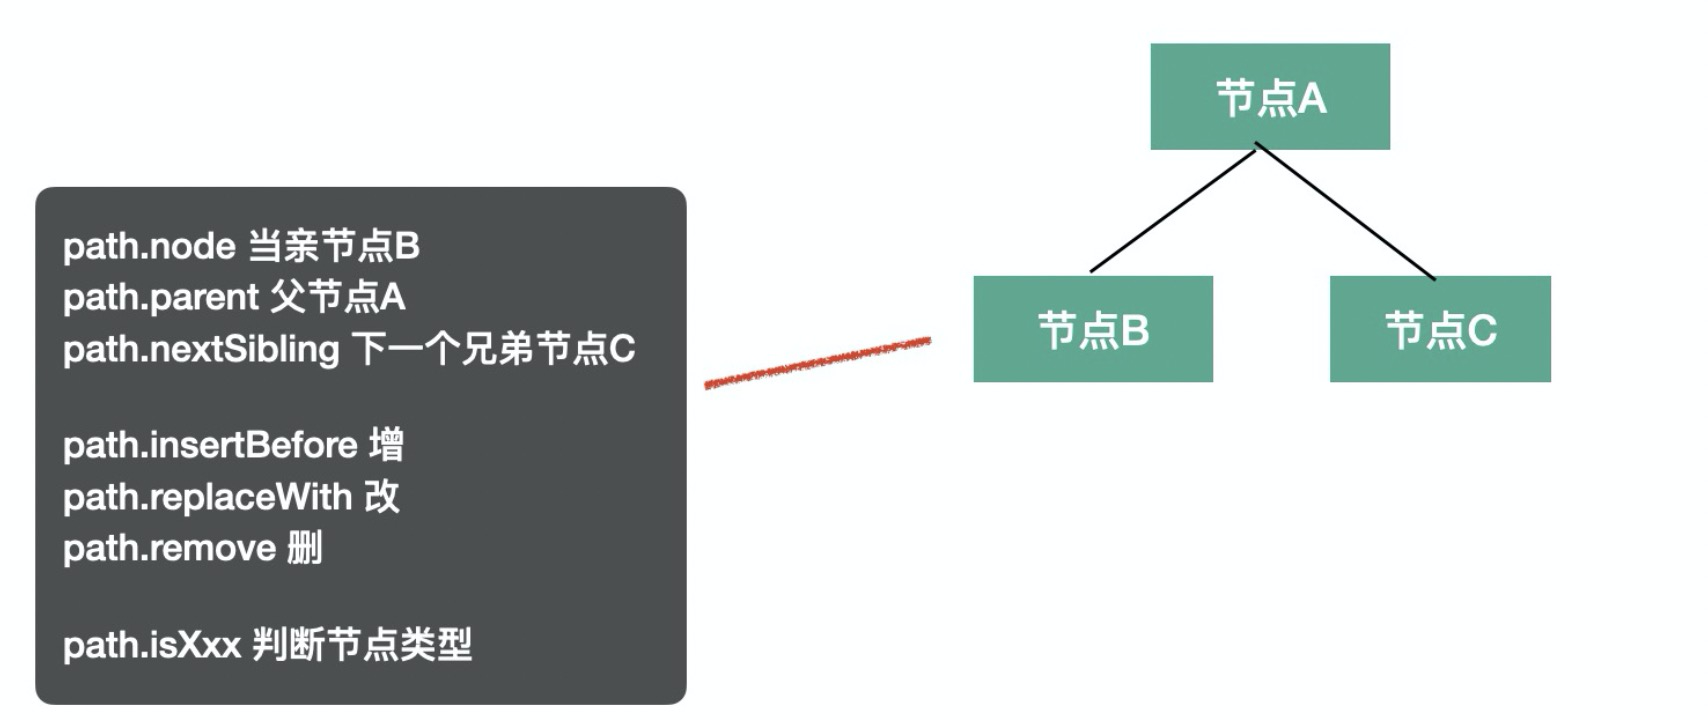 节点A
path.node 当亲节点B
path.parent 父节点A
path.nextSibling 下一个兄弟节点C
path.insertBefore 增
path.replaceWith 改
path.remove 删
path.isXxx 判断节点类型
节点B
节点C